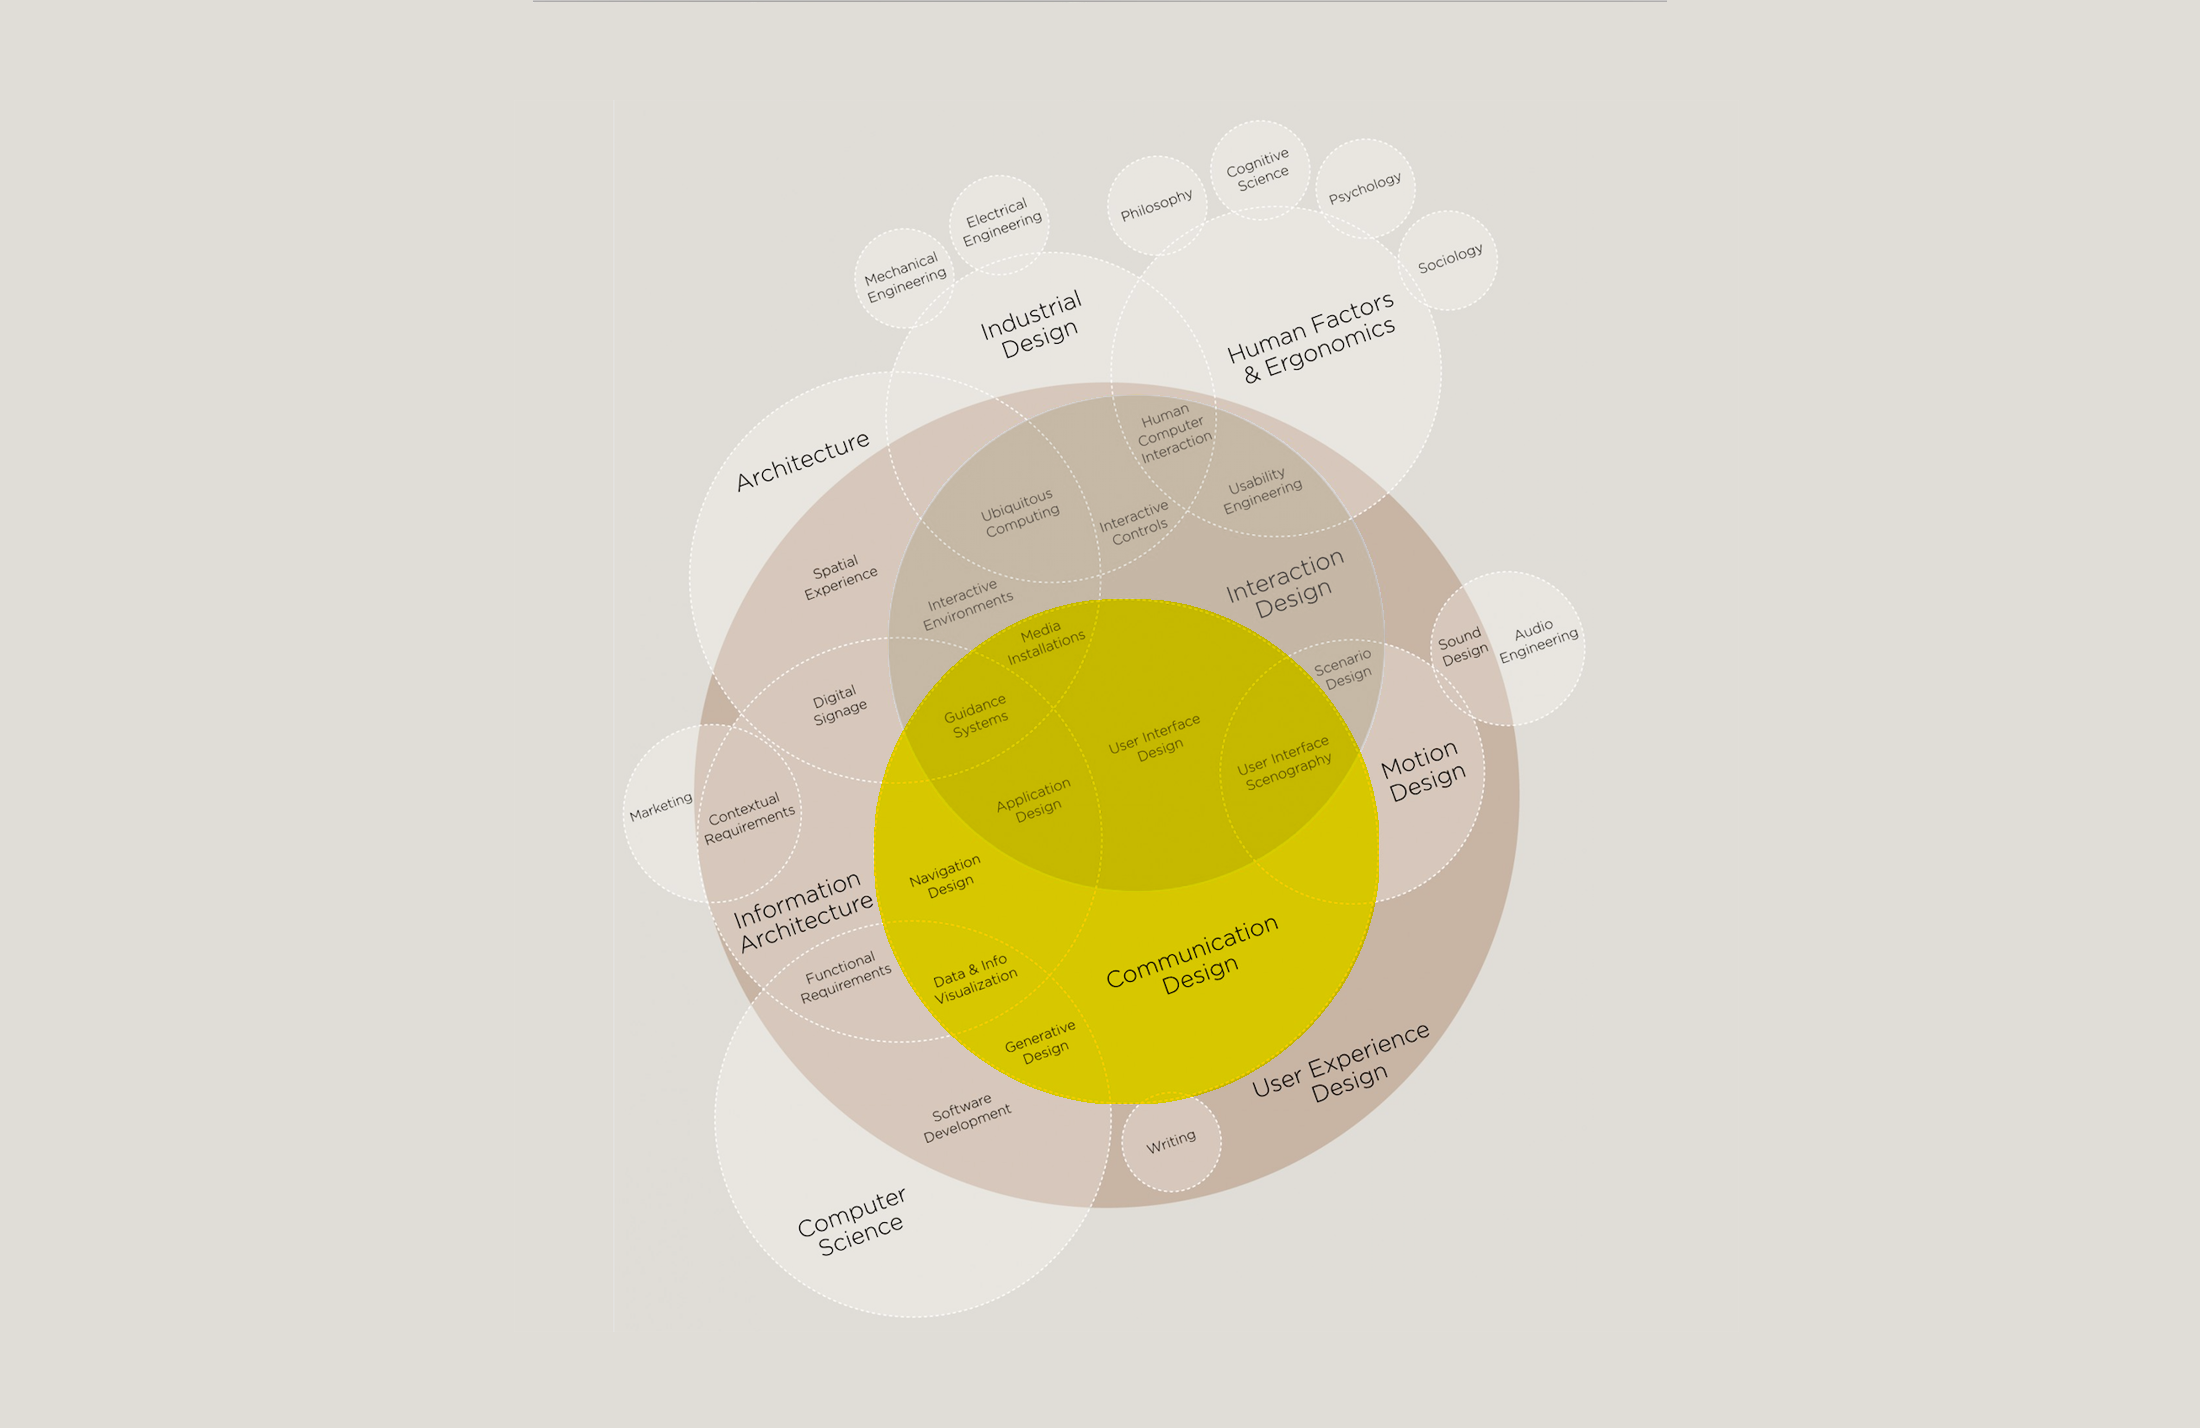 Cognitive
Science
Philosophy
Psychology
Electrical
Engineering
Sociology
Mechanical
Engineering
Industrial
Design
Human Factors
& Ergonomics
Architecture
Human
Computer
Interaction
Usability
Engineering
Ubiquitous
Computing
Interactive
Controls
Spatial
Experience
Interaction
Design
Interactive
Environments
Media
Installations
Sound
Design
Audio
Engineering
Scenario
Design
Digital
Signage
Guidance
Systems
User Interface
Design
User Interface
Scenography
Motion
Design
Marketing
Contextual
Requirements
Application
Design
Navigation
Design
Information
Architecture
Functional
Requirements
Data & Info
Visualization
Communication
Design
Generative
Design
User Experience
Design
Software
Development
Writing
Computer
Science